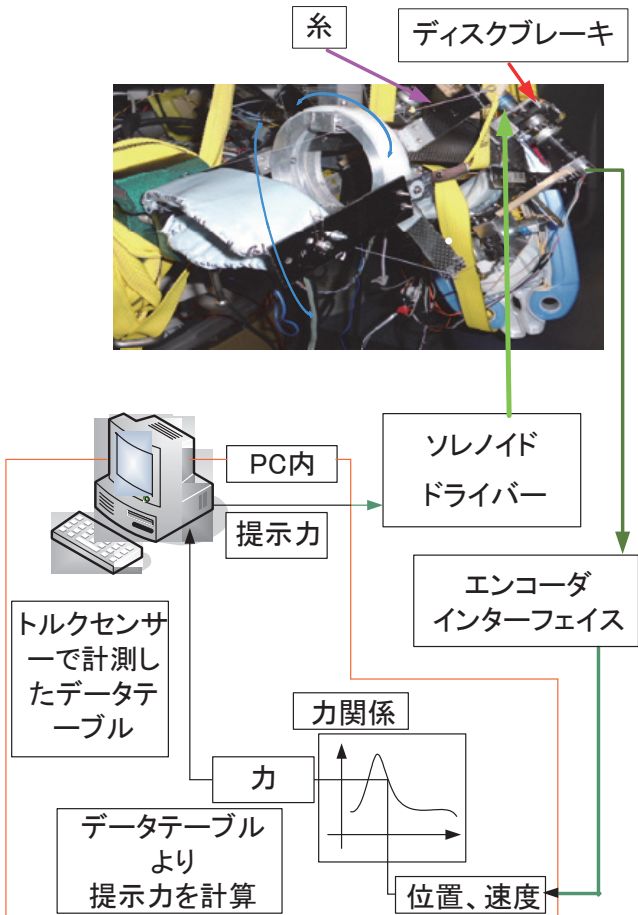 糸
ディスクブレーキ
ソレノイド
ドライバー
PC内
提示力
エンコーダ
インターフェイス
トルクセンサ
ーで計測し
たデータテ
ーブル
力関係
力
データテーブル
より
提示力を計算
位置、速度